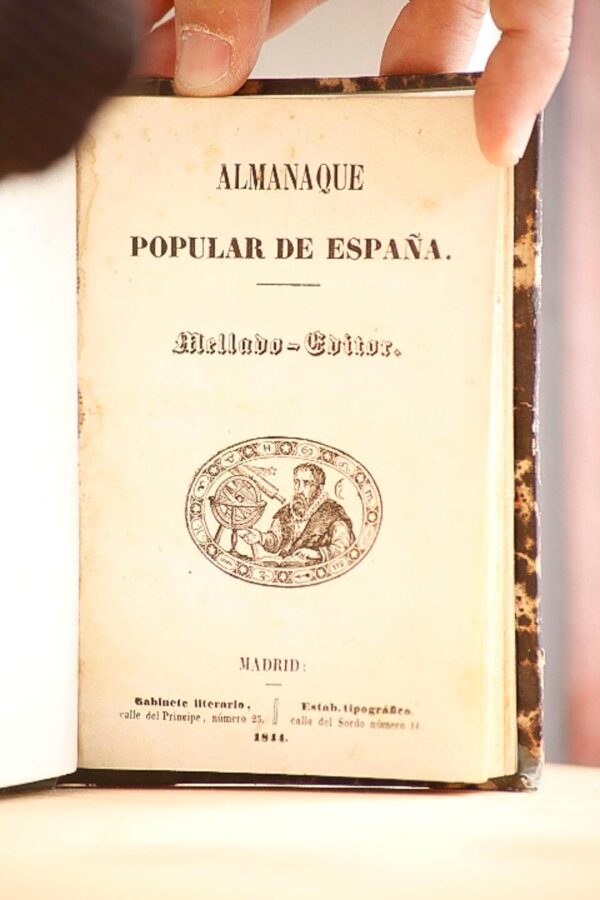 ALMANAQUE
POPULAR DE ESPAÑA.
Mellado-Editor.
MADRID:
Gabinete literario,
calle del Principe, número 25.
Estab. tipográfico
calle del Sordo número 11
1844.